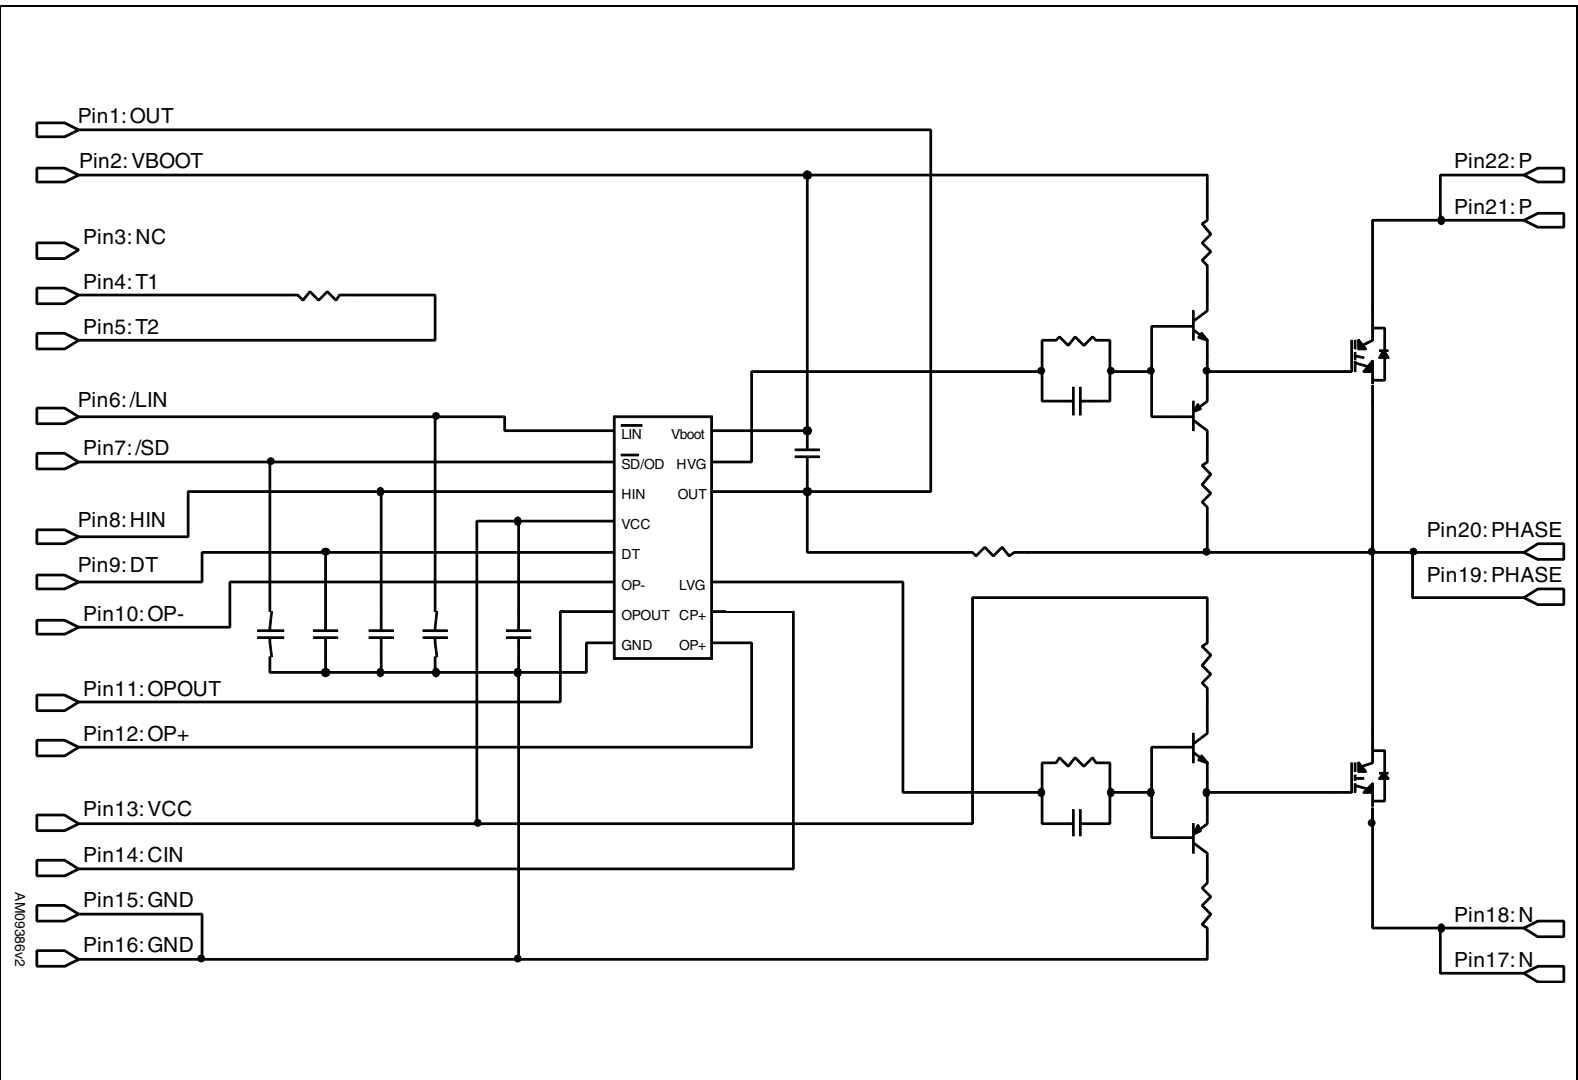 Pin1: OUT
Pin2: VBOOT
Pin3: NC
Pin4: T1
Pin5: T2
Pin6: /LIN
Pin7: /SD
Pin8: HIN
Pin9: DT
Pin10: OP-
Pin11: OPOUT
Pin12: OP+
Pin13: VCC
Pin14: CIN
Pin15: GND
Pin16: GND
AM09386v2
LIN
SD/OD
HIN
VCC
DT
OP-
OPOUT
GND
Vboot
HVG
OUT
LVG
CP+
OP+
Pin22: P
Pin21: P
Pin20: PHASE
Pin19: PHASE
Pin18: N
Pin17: N